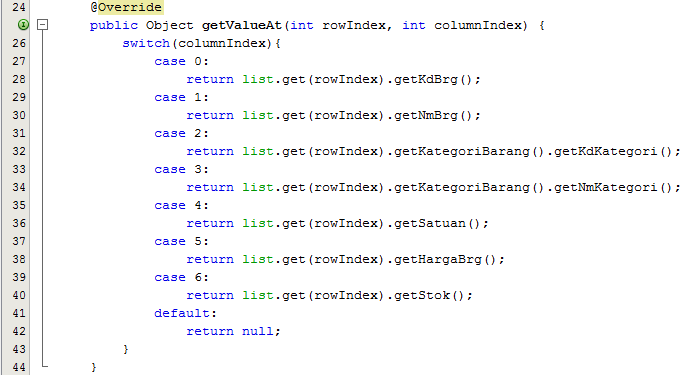 24 @Override
public Object getValueAt(int rowIndex, int columnIndex) {
26 switch(columnIndex){
27 case 0:
28 return list.get(rowIndex).getKdBrg();
29 case 1:
30 return list.get(rowIndex).getNmBrg();
31 case 2:
32 return list.get(rowIndex).getKategoriBarang().getKdKategori();
33 case 3:
34 return list.get(rowIndex).getKategoriBarang().getNmKategori();
35 case 4:
36 return list.get(rowIndex).getSatuan();
37 case 5:
38 return list.get(rowIndex).getHargaBrg();
39 case 6:
40 return list.get(rowIndex).getStok();
41 default:
42 return null;
43 }
44 }